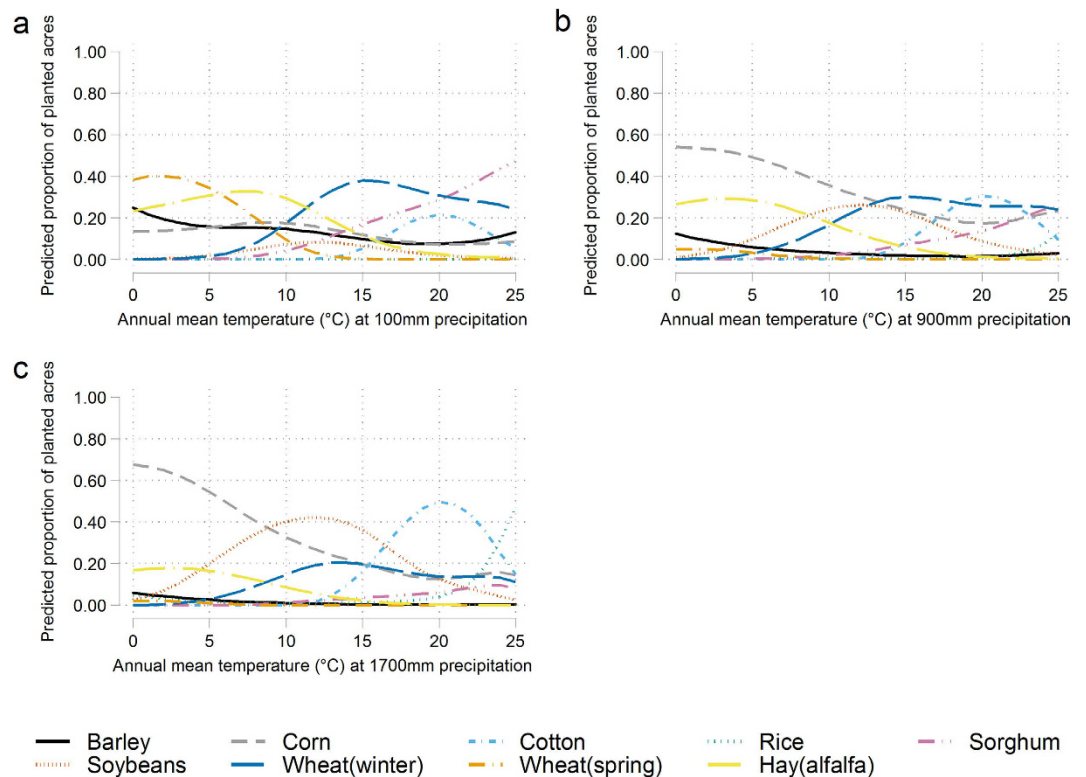 a
Predicted proportion of planted acres
1.00
0.80
0.60
0.40
0.20
0.00
0 5 10 15 20 25
Annual mean temperature (°C) at 100mm precipitation
b
Predicted proportion of planted acres
1.00
0.80
0.60
0.40
0.20
0.00
0 5 10 15 20 25
Annual mean temperature (°C) at 900mm precipitation
c
Predicted proportion of planted acres
1.00
0.80
0.60
0.40
0.20
0.00
0 5 10 15 20 25
Annual mean temperature (°C) at 1700mm precipitation
Barley Corn Cotton Rice Sorghum
Soybeans Wheat(winter) Wheat(spring) Hay(alfalfa)